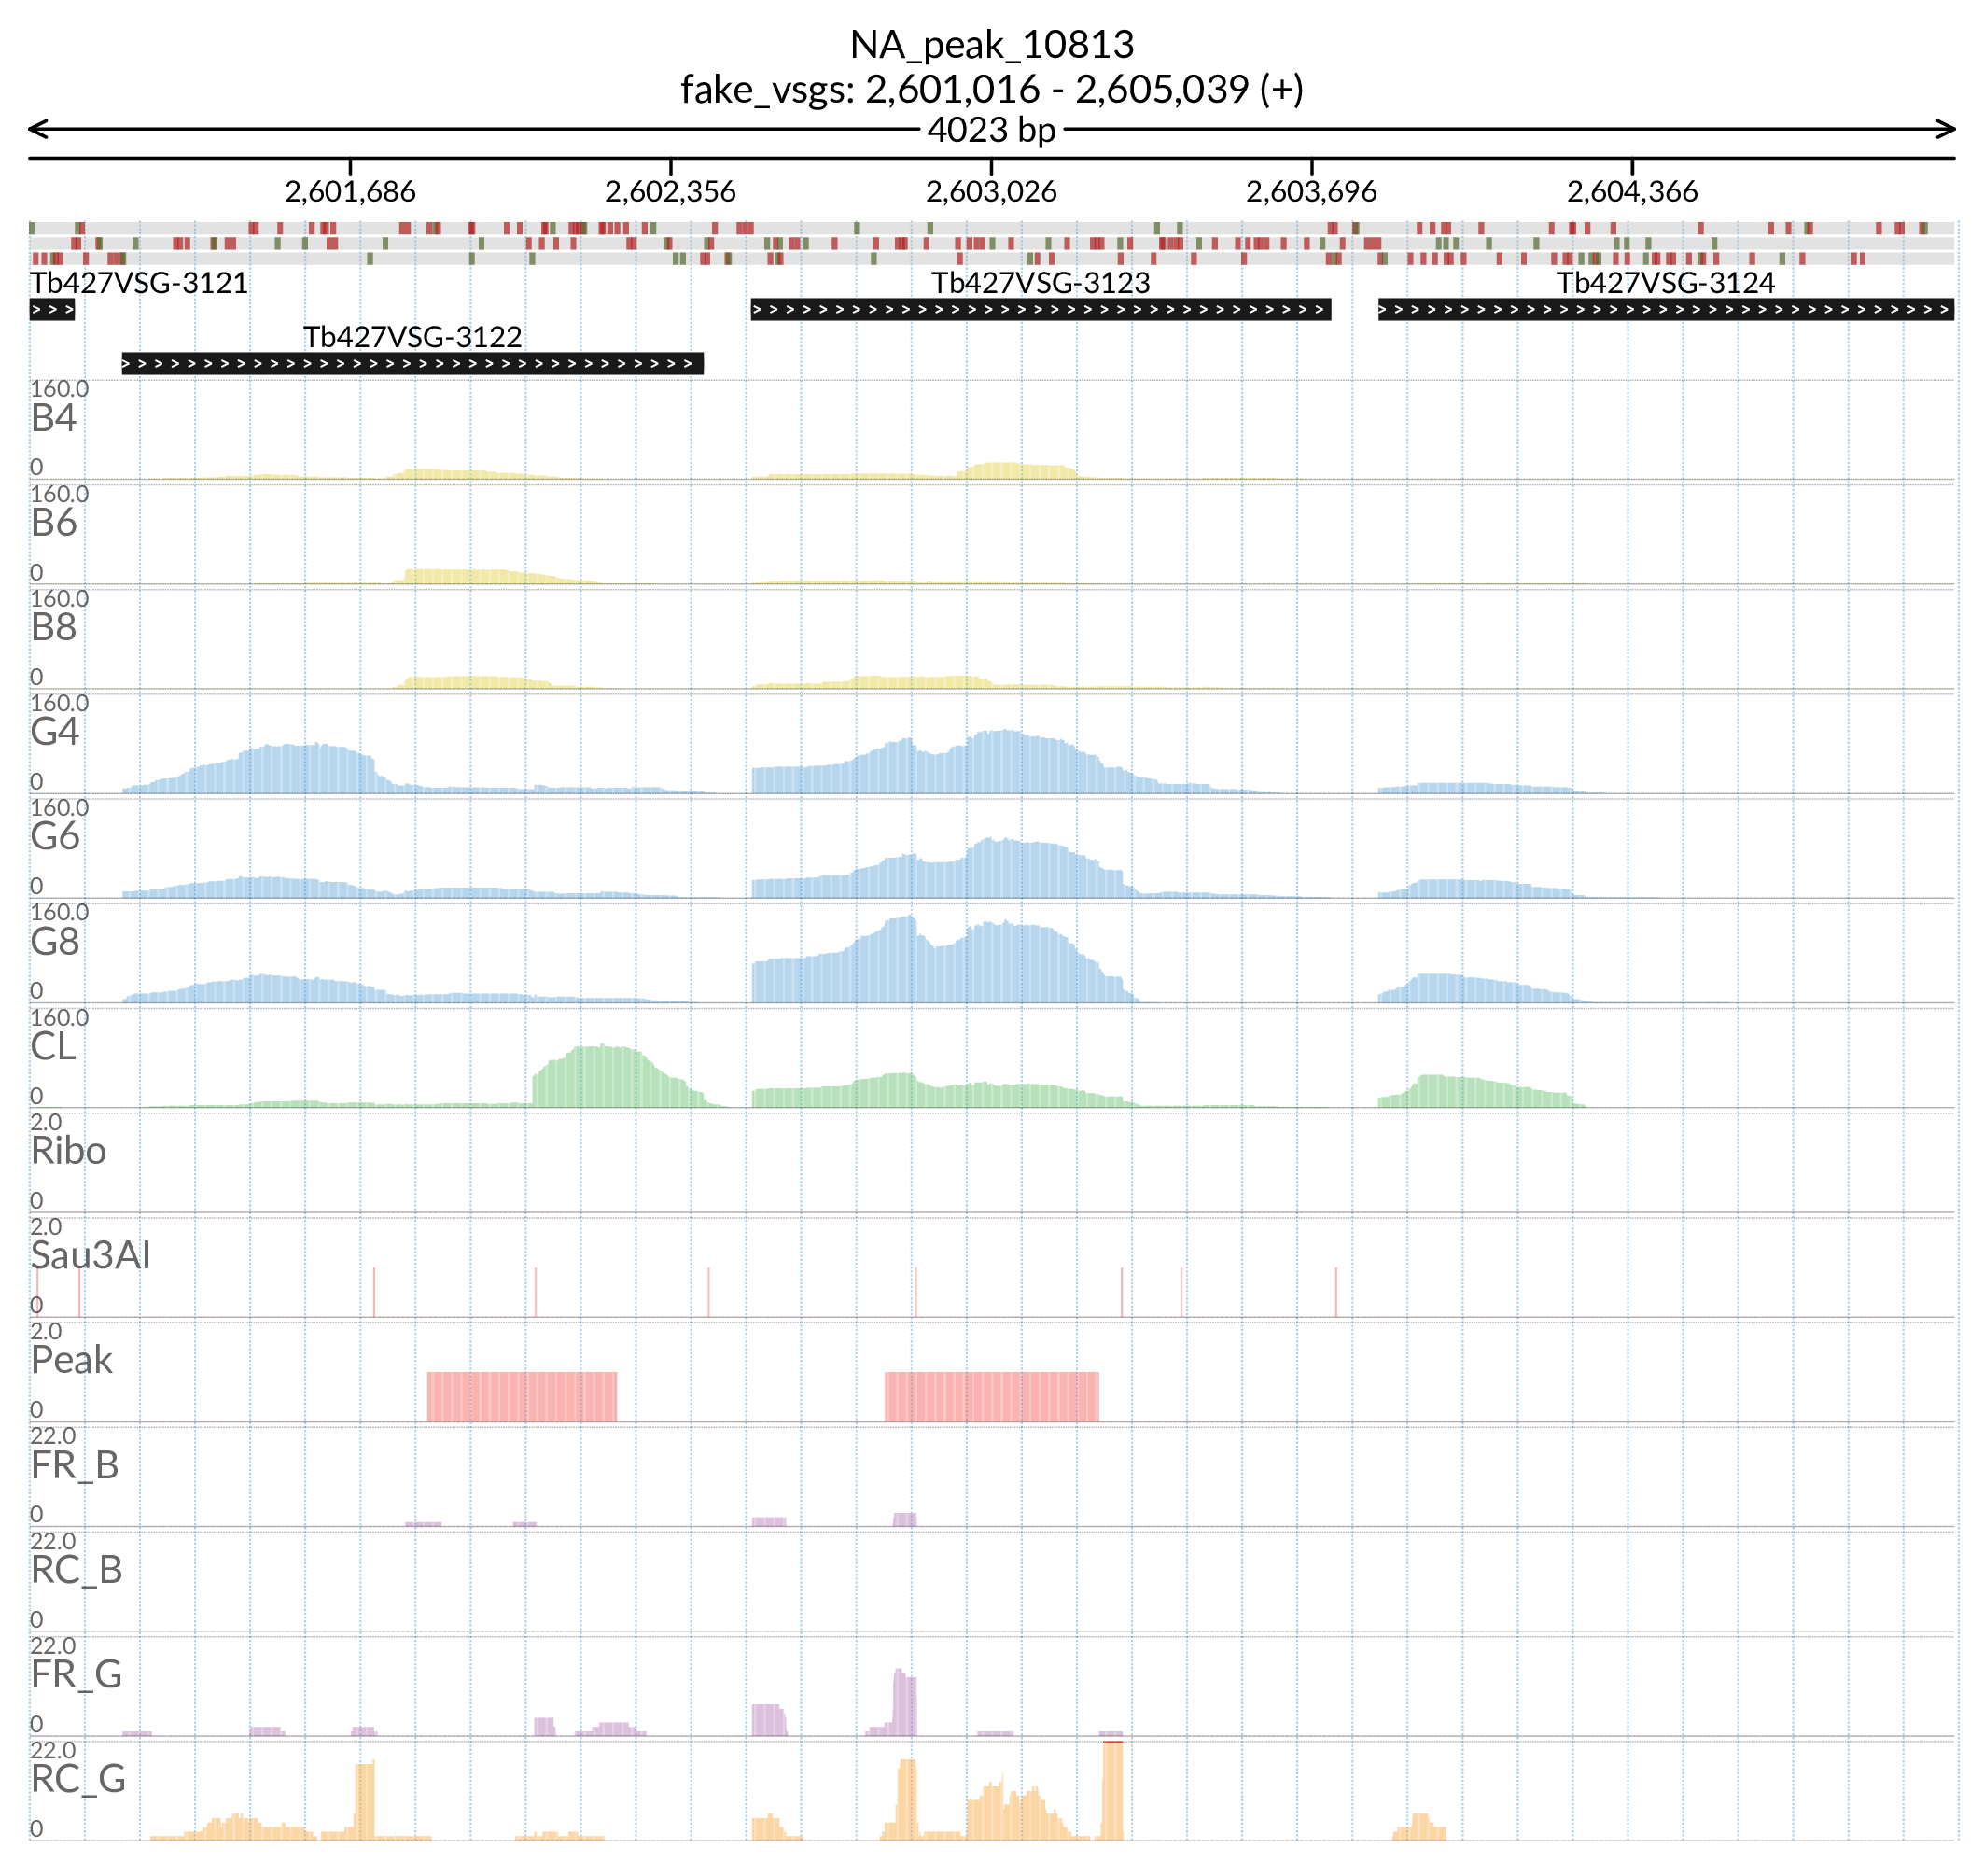 NA_peak_10813
fake_vsgs: 2,601,016 - 2,605,039 (+)
4023 bp
2,601,686 2,602,356 2,603,026 2,603,696 2,604,366
Tb427VSG-3121 Tb427VSG-3123 Tb427VSG-3124
Tb427VSG-3122
160.0
B4
0
160.0
B6
0
160.0
B8
0
160.0
G4
0
160.0
G6
0
160.0
G8
0
160.0
CL
0
2.0
Ribo
0
2.0
Sau3AI
0
2.0
Peak
0
22.0
FR_B
0
22.0
RC_B
0
22.0
FR_G
0
22.0
RC_G
0